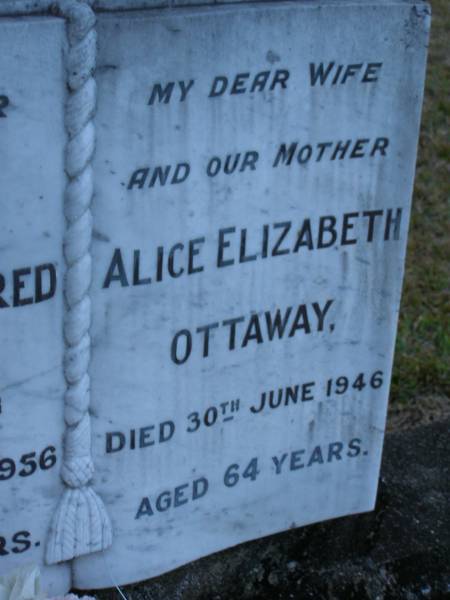 MY DEAR WIFE
AND OUR MOTHER
ALICE ELIZABETH
OTTAWAY,
DIED 30TH JUNE 1946
AGED 64 YEARS.